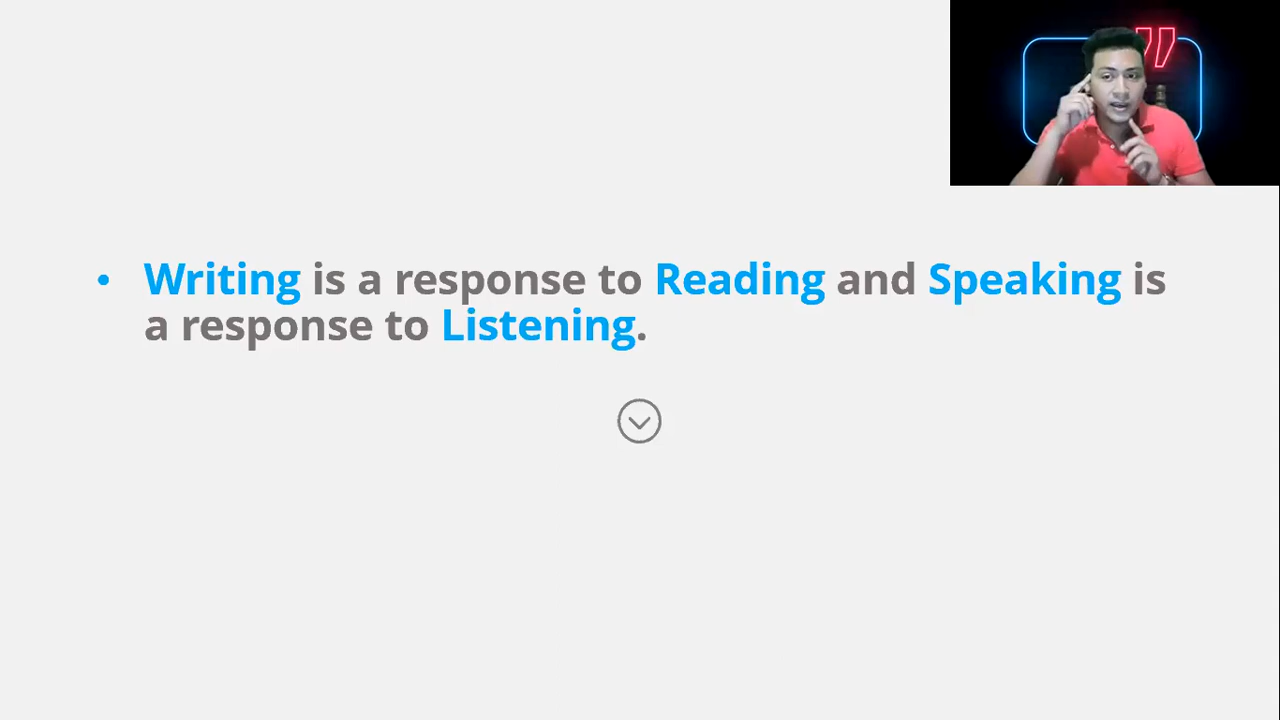 • Writing is a response to Reading and Speaking is
a response to Listening.